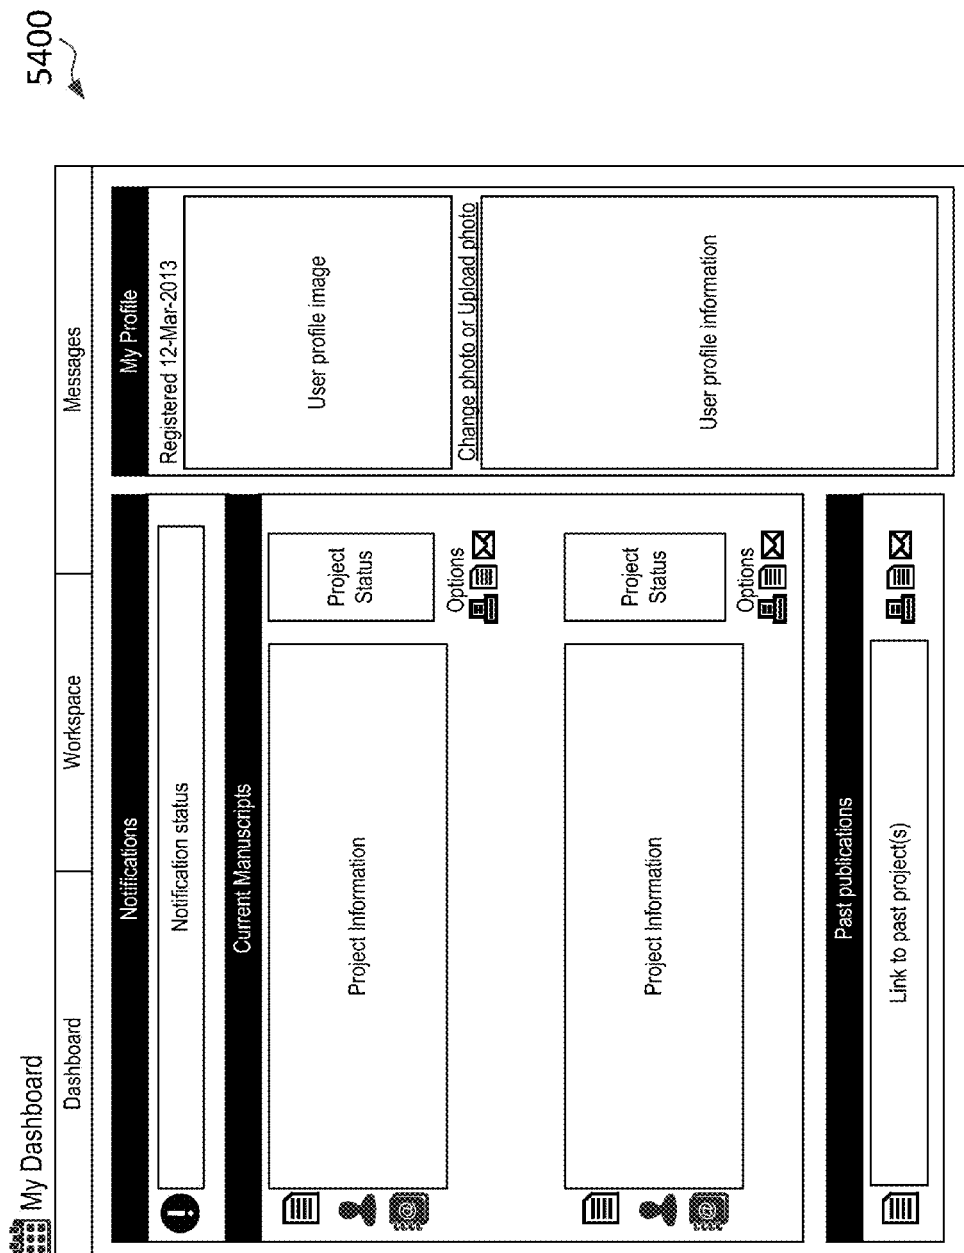 5400
My Dashboard
Dashboard
Workspace
Messages
Notifications
Notification status
Current Manuscripts
Project Information
Project
Status
Options
Project Information
Project
Status
Options
Past publications
Link to past project(s)
My Profile
Registered 12-Mar-2013
User profile image
Change photo or Upload photo
User profile information